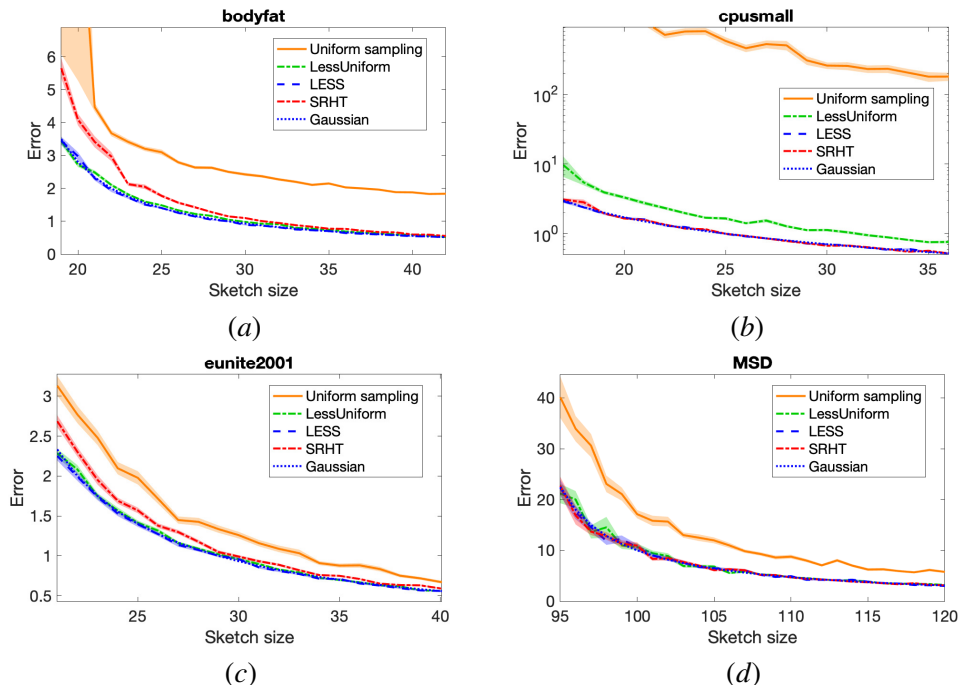 bodyfat
Error
6
5
4
3
2
1
0
Uniform sampling
LessUniform
LESS
SRHT
Gaussian
20 25 30 35 40
Sketch size
(a)
cpusmall
Error
10^2
10^1
10^0
Uniform sampling
LessUniform
LESS
SRHT
Gaussian
20 25 30 35
Sketch size
(b)
eunite2001
Error
3
2.5
2
1.5
1
0.5
Uniform sampling
LessUniform
LESS
SRHT
Gaussian
25 30 35 40
Sketch size
(c)
MSD
Error
40
30
20
10
0
Uniform sampling
LessUniform
LESS
SRHT
Gaussian
95 100 105 110 115 120
Sketch size
(d)